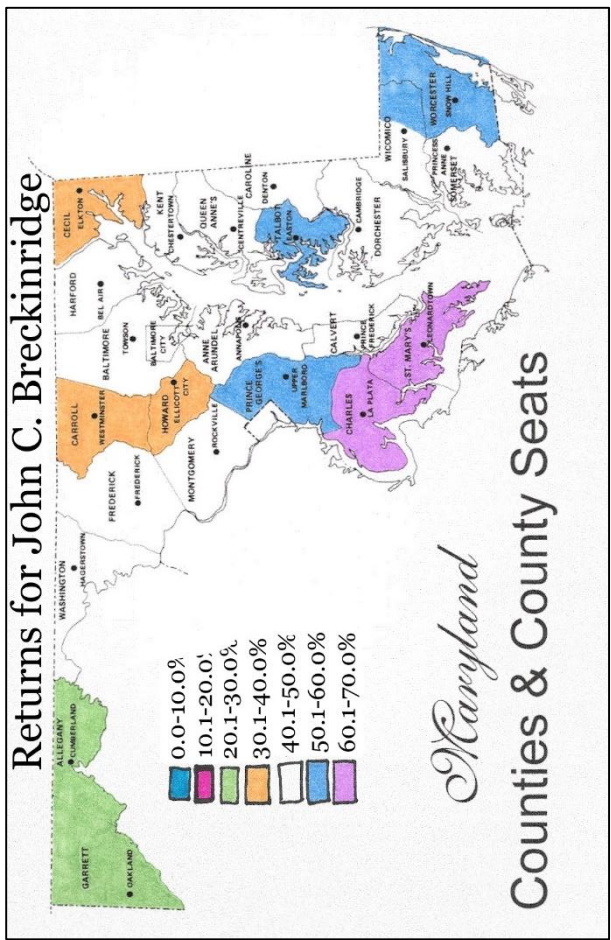 Returns for John C. Breckinridge
GARRETT
OAKLAND
ALLEGANY
CUMBERLAND
WASHINGTON
HAGERSTOWN
FREDERICK
FREDERICK
CARROLL
WESTMINSTER
BALTIMORE
TOWSON
BALTIMORE
CITY
HARFORD
BEL AIR
CECIL
ELKTON
HOWARD
ELLICOTT
CITY
MONTGOMERY
ROCKVILLE
ANNE
ARUNDEL
ANNAPOLIS
KENT
CHESTERTOWN
QUEEN
ANNE'S
CENTREVILLE
CAROLINE
DENTON
TALBOT
EASTON
PRINCE
GEORGE'S
UPPER
MARLBORO
CALVERT
PRINCE
FREDERICK
CHARLES
LA PLATA
ST. MARY'S
LEONARDTOWN
CAMBRIDGE
DORCHESTER
WICOMICO
SALISBURY
WORCESTER
SNOW HILL
PRINCESS
ANNE
SOMERSET
0.0-10.0%
10.1-20.0%
20.1-30.0%
30.1-40.0%
40.1-50.0%
50.1-60.0%
60.1-70.0%
Maryland
Counties & County Seats